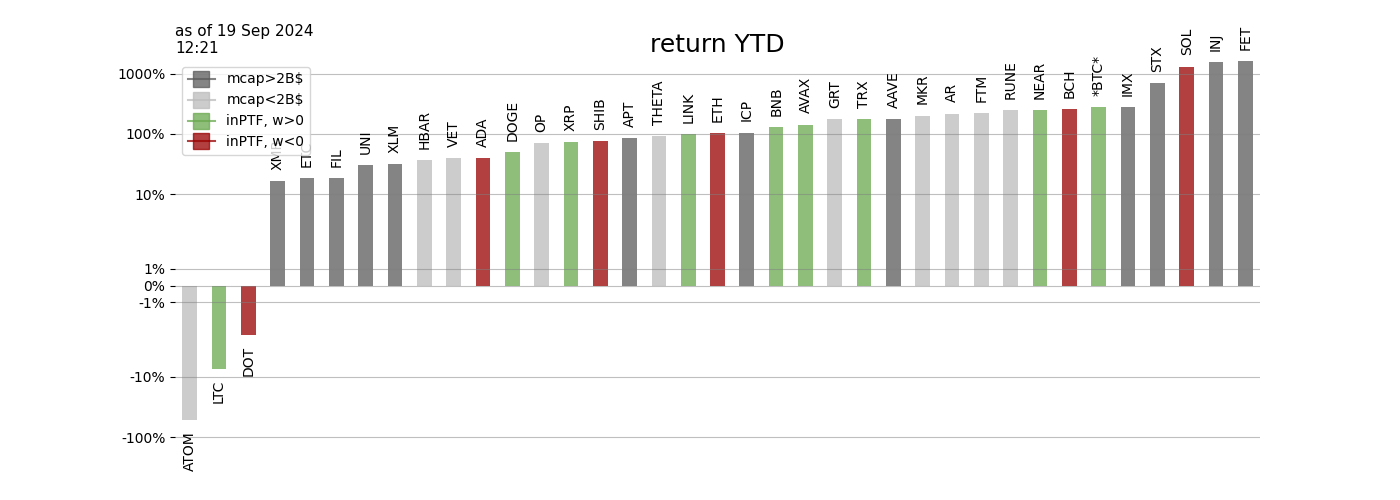 as of 19 Sep 2024
12:21
return YTD
mcap>2B$
mcap<2B$
inPTF, w>0
inPTF, w<0
1000%
100%
10%
1%
0%
-1%
-10%
-100%
ATOM
LTC
DOT
FIL
UNI
XLM
HBAR
VET
ADA
DOGE
OP
XRP
SHIB
APT
THETA
LINK
ETH
ICP
BNB
AVAX
GRT
TRX
AAVE
MKR
AR
FTM
RUNE
NEAR
BCH
*BTC*
IMX
STX
SOL
INJ
FET